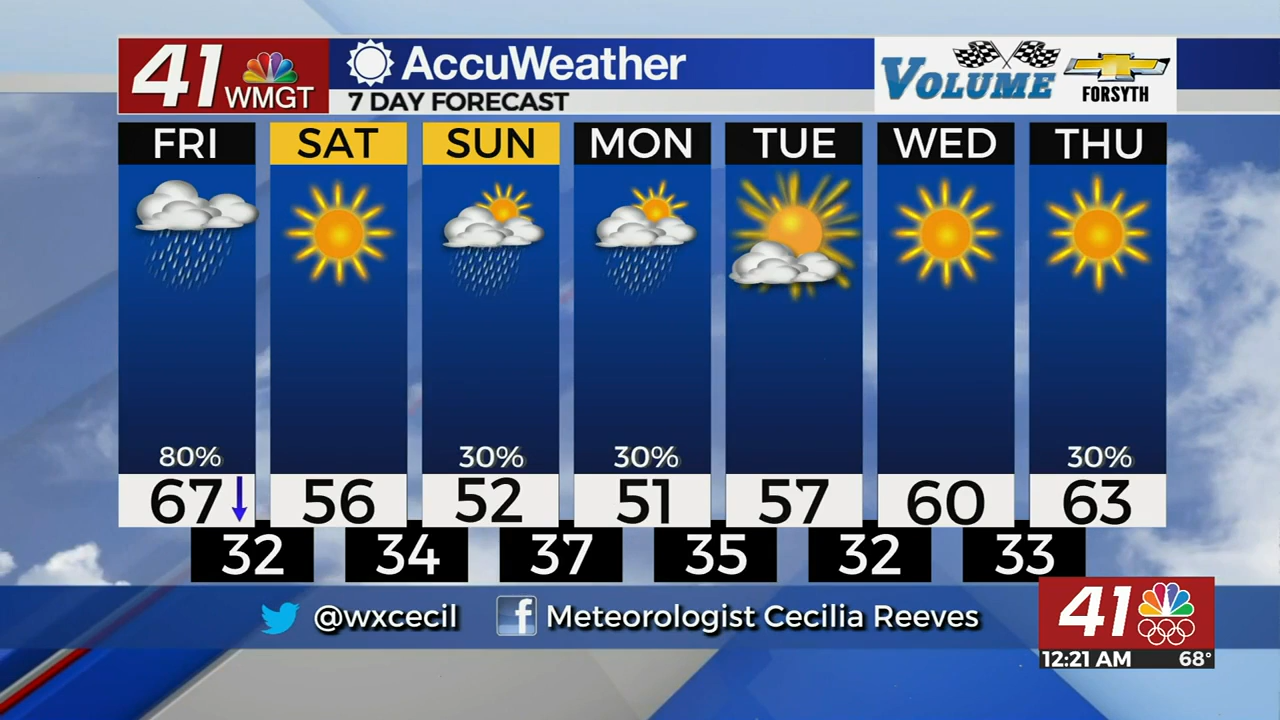 41 WMGT
AccuWeather
7 DAY FORECAST
VOLUME
FORSYTH
FRI SAT SUN MON TUE WED THU
80% 30% 30% 30%
67 56 52 51 57 60 63
32 34 37 35 32 33
@wxcecil
Meteorologist Cecilia Reeves
41
12:21 AM 68°